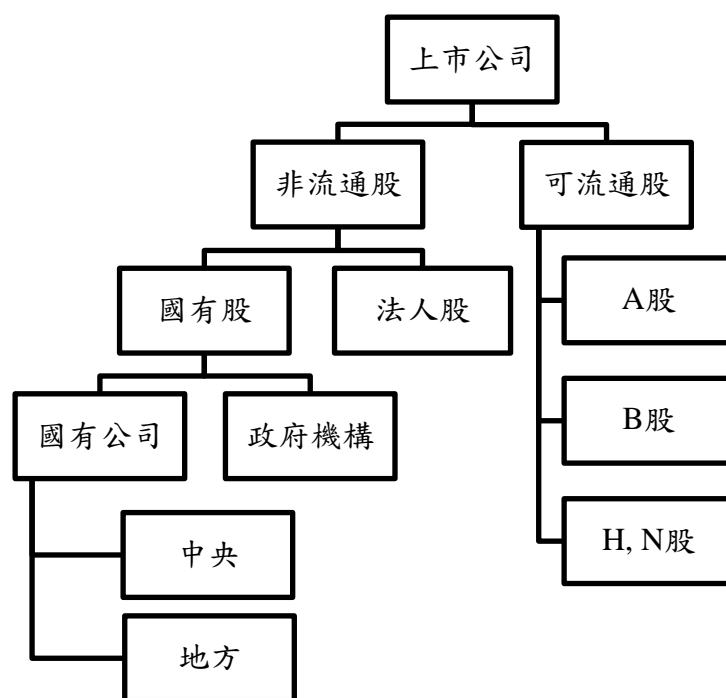 上市公司
非流通股
可流通股
國有股
法人股
A股
國有公司
政府機構
B股
中央
H, N股
地方